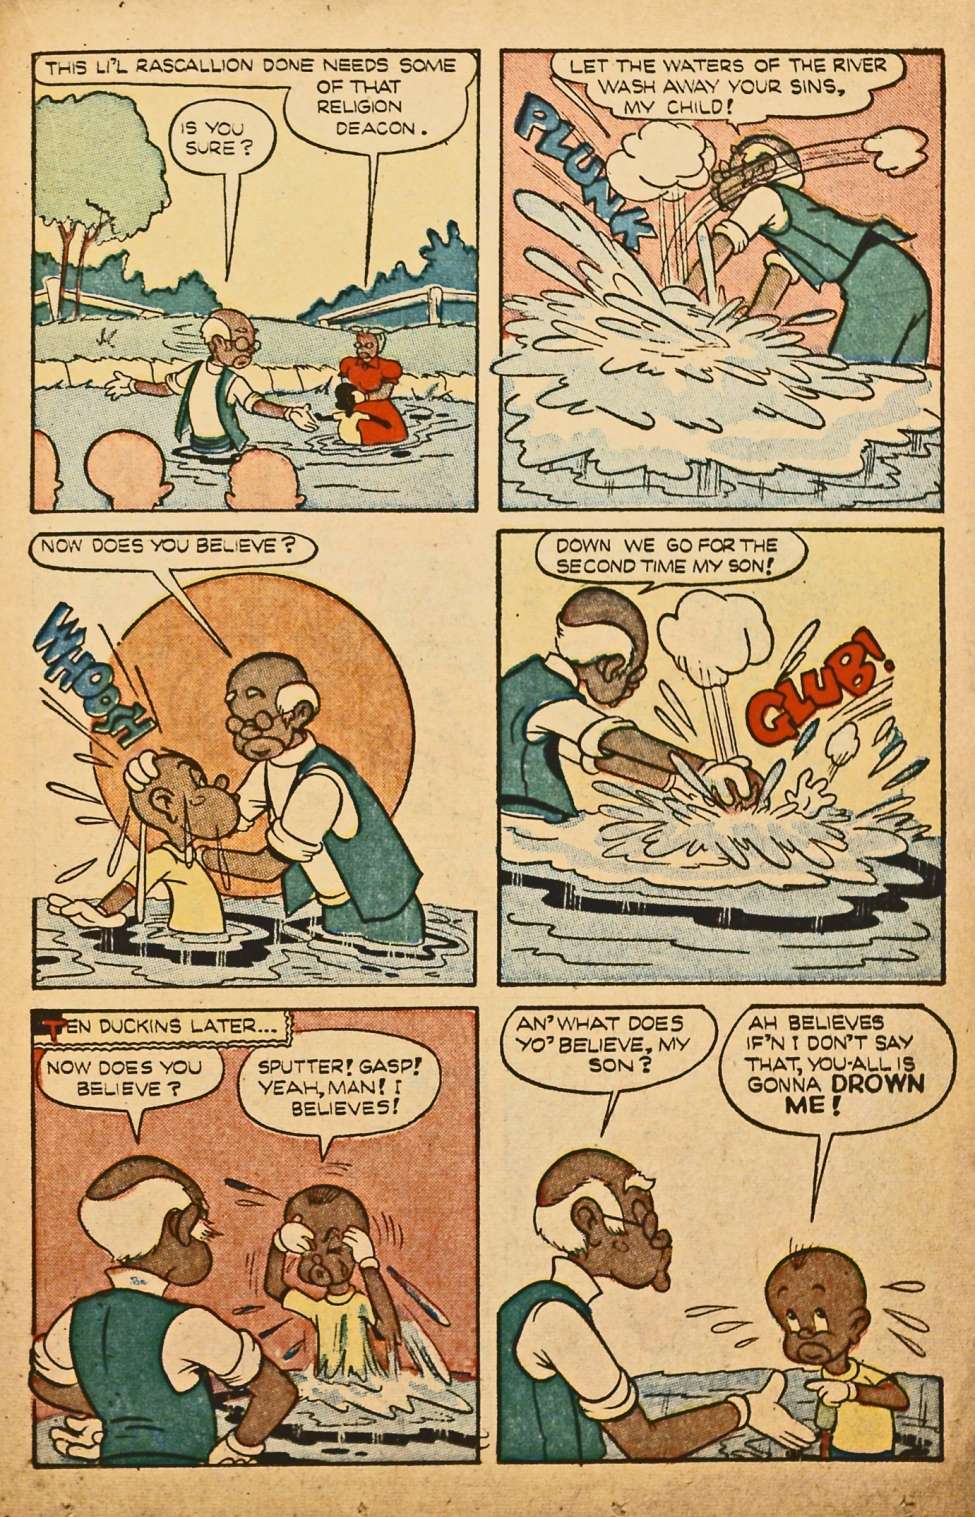 THIS LI'L RASCALLION DONE NEEDS SOME
OF THAT
RELIGION
DEACON.
IS YOU
SURE?
LET THE WATERS OF THE RIVER
WASH AWAY YOUR SINS,
MY CHILD!
PLUNK
NOW DOES YOU BELIEVE?
WHOOSH
DOWN WE GO FOR THE
SECOND TIME MY SON!
GLUB!
TEN DUCKINS LATER...
NOW DOES YOU
BELIEVE?
SPUTTER! GASP!
YEAH, MAN! I
BELIEVES!
AN' WHAT DOES
YO' BELIEVE, MY
SON?
AH BELIEVES
IF'N I DON'T SAY
THAT, YOU-ALL IS
GONNA DROWN
ME!